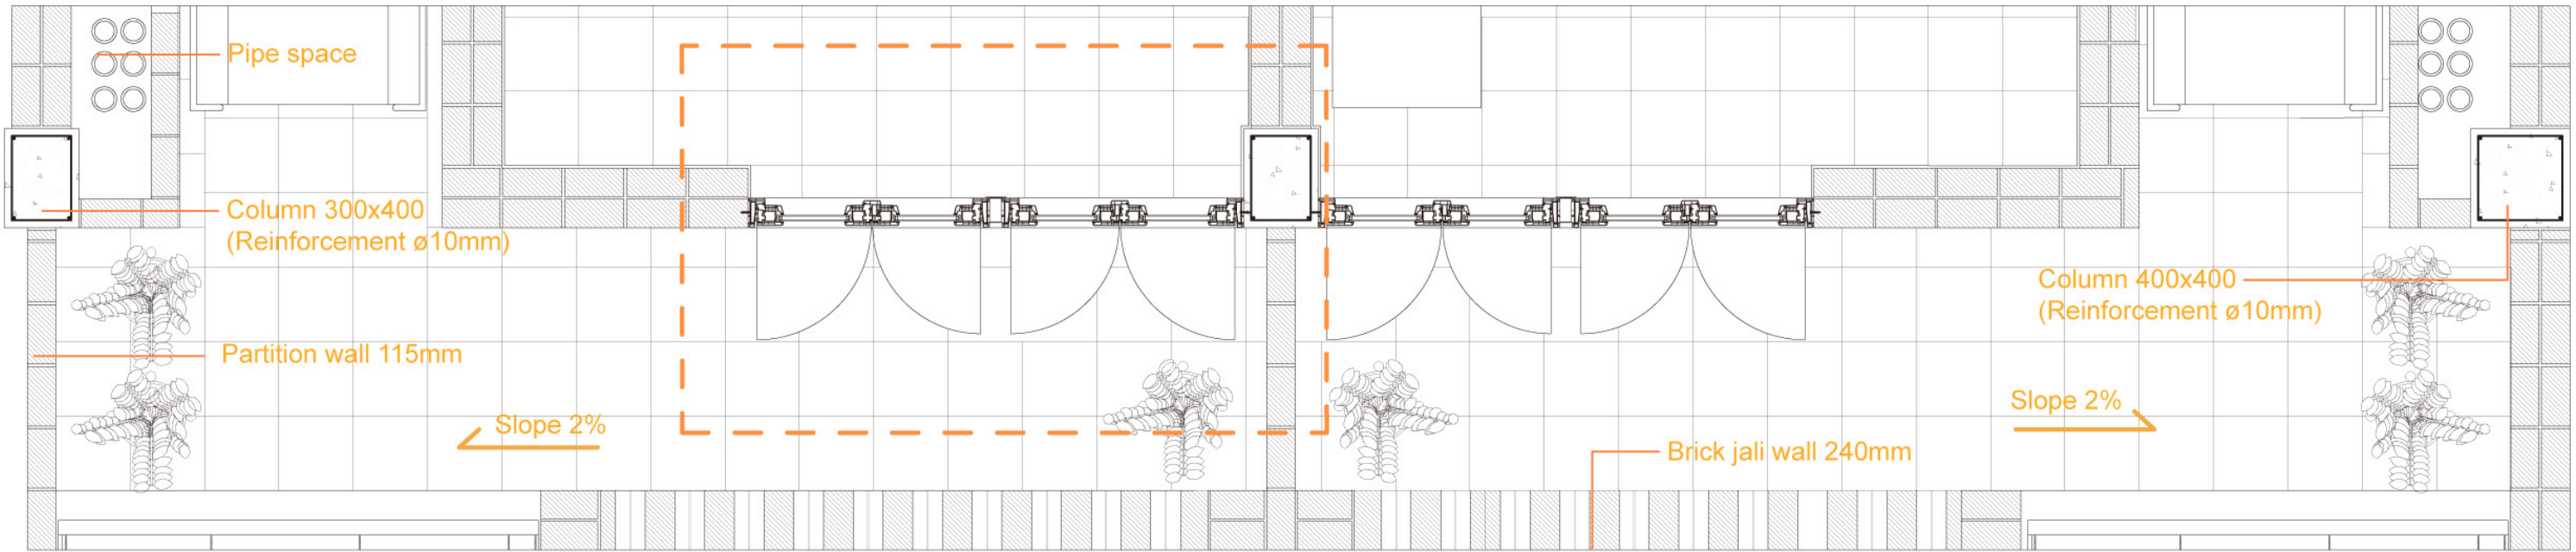 Pipe space
Column 300x400
(Reinforcement ø10mm)
Column 400x400
(Reinforcement ø10mm)
Partition wall 115mm
Slope 2%
Slope 2%
Brick jali wall 240mm